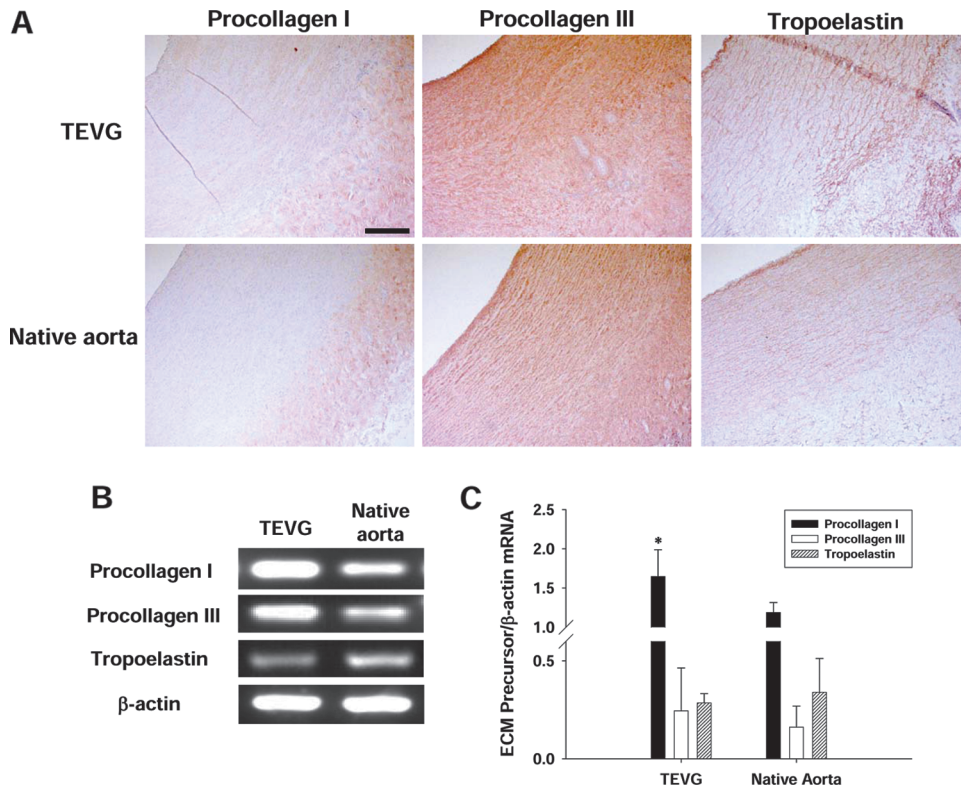 A
Procollagen I
Procollagen III
Tropoelastin
TEVG
Native aorta
B
TEVG
Native
aorta
Procollagen I
Procollagen III
Tropoelastin
β-actin
C
ECM Precursor/β-actin mRNA
2.5
2.0
1.5
1.0
0.5
0.0
*
Procollagen I
Procollagen III
Tropoelastin
TEVG
Native Aorta